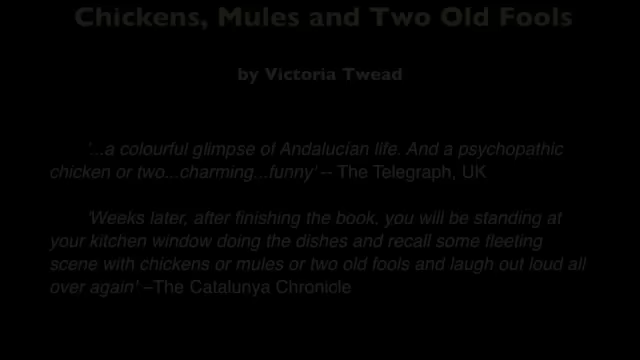 Chickens, Mules and Two Old Fools
by Victoria Twead
'...a colourful glimpse of Andalucian life. And a psychopathic
chicken or two...charming...funny' -- The Telegraph, UK
'Weeks later, after finishing the book, you will be standing at
your kitchen window doing the dishes and recall some fleeting
scene with chickens or mules or two old fools and laugh out loud all
over again' –The Catalunya Chronicle